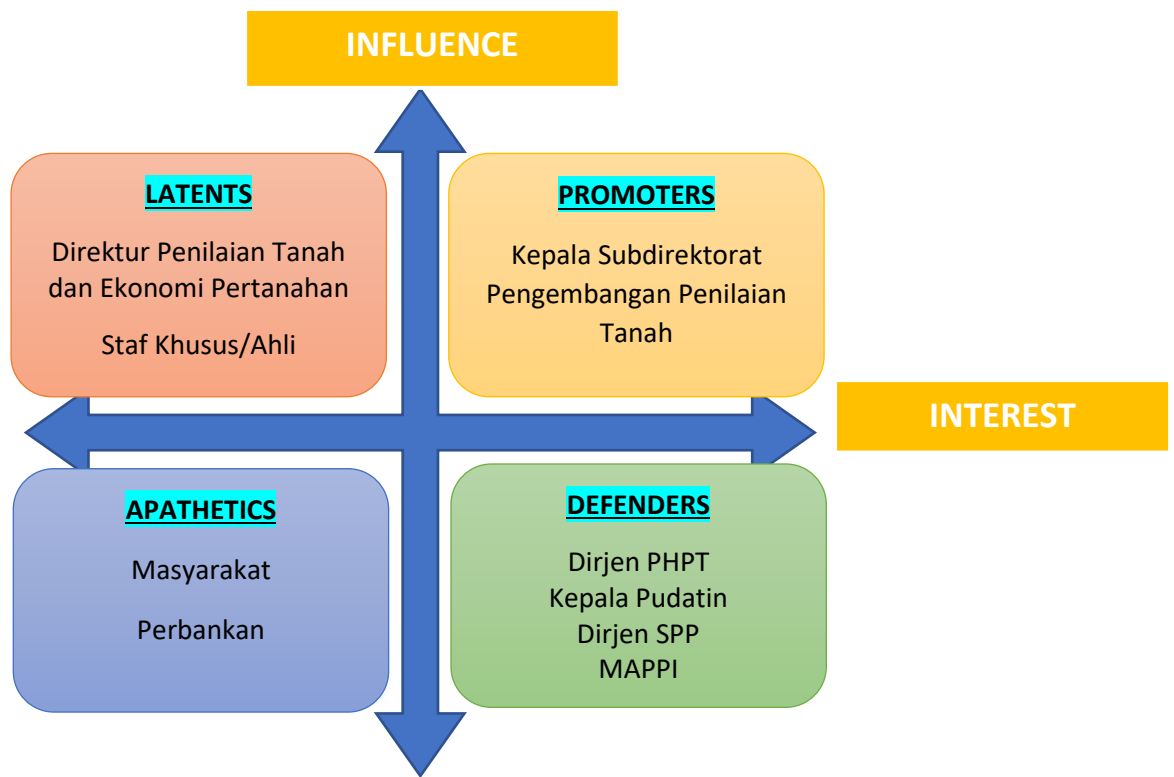 INFLUENCE
LATENTS
Direktur Penilaian Tanah
dan Ekonomi Pertanahan
Staf Khusus/Ahli
PROMOTERS
Kepala Subdirektorat
Pengembangan Penilaian
Tanah
INTEREST
APATHETICS
Masyarakat
Perbankan
DEFENDERS
Dirjen PHPT
Kepala Pudatin
Dirjen SPP
MAPPI